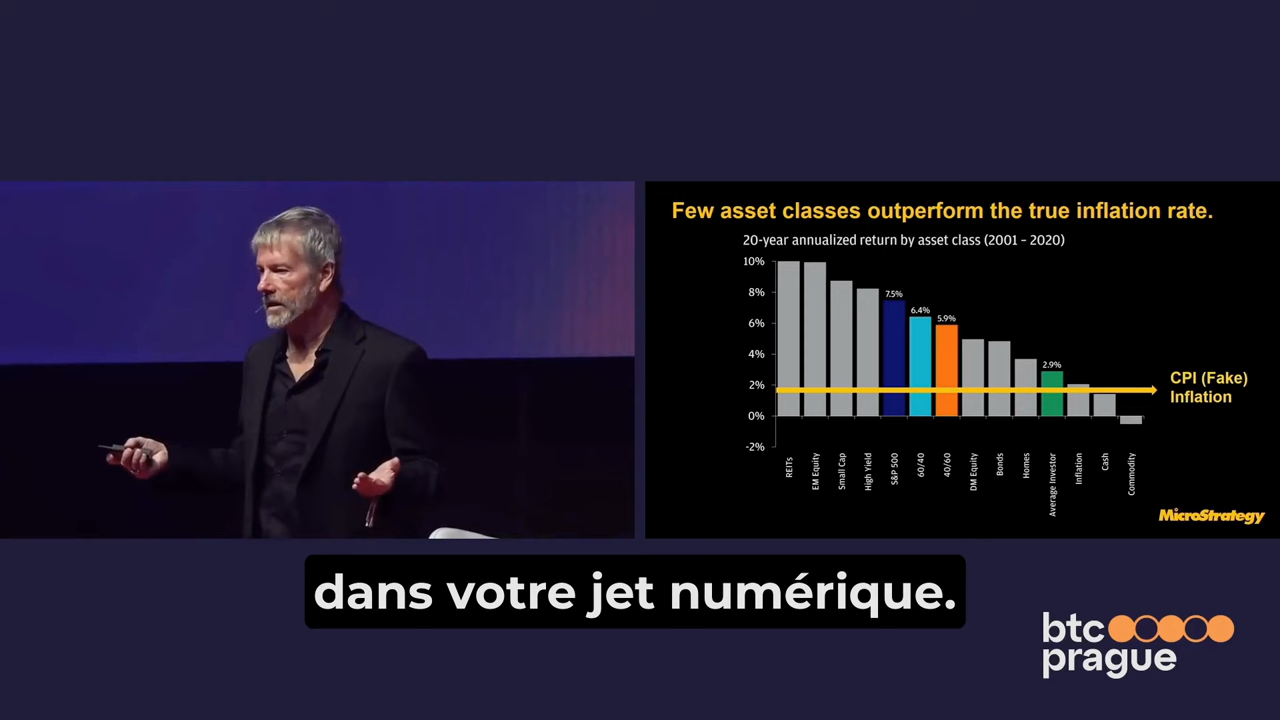 Few asset classes outperform the true inflation rate.
20-year annualized return by asset class (2001 – 2020)
10%
8%
6%
4%
2%
0%
-2%
7.5%
6.4%
5.9%
2.9%
CPI (Fake)
Inflation
REITs
EM Equity
Small Cap
High Yield
S&P 500
60/40
40/60
DM Equity
Bonds
Homes
Average Investor
Inflation
Cash
Commodity
MicroStrategy
dans votre jet numérique.
btc
prague